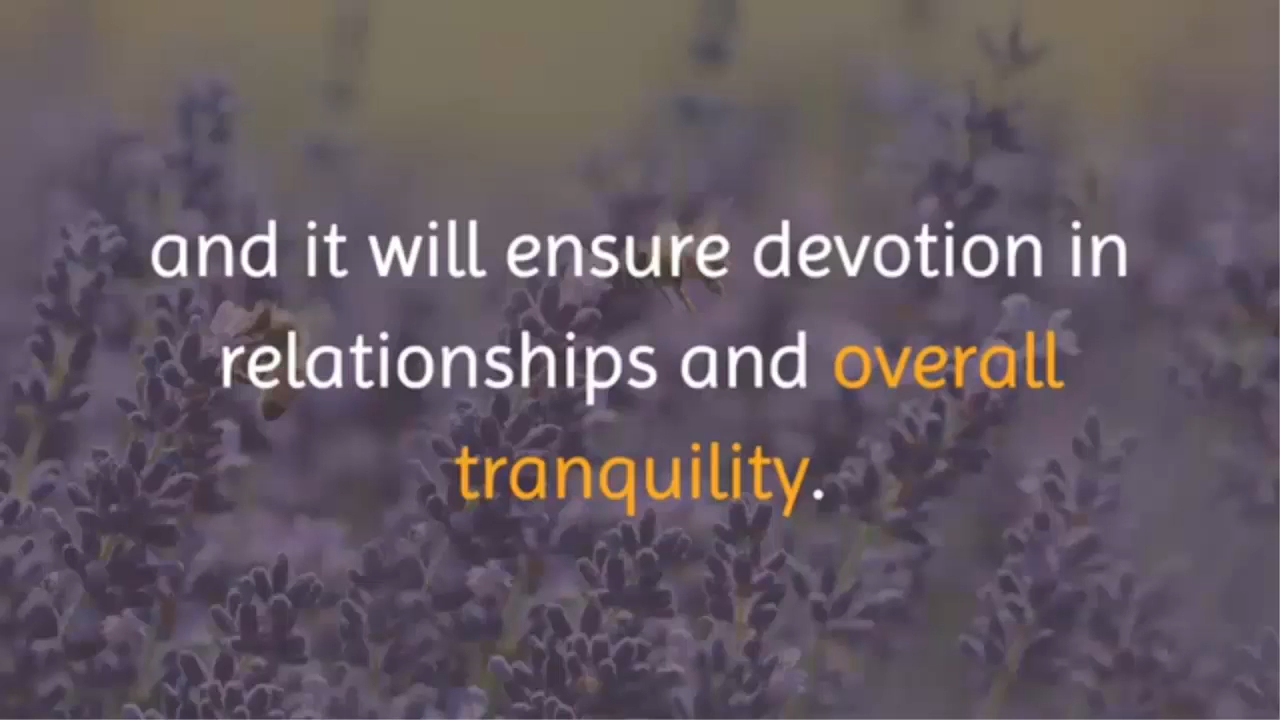 and it will ensure devotion in
relationships and overall
tranquility.